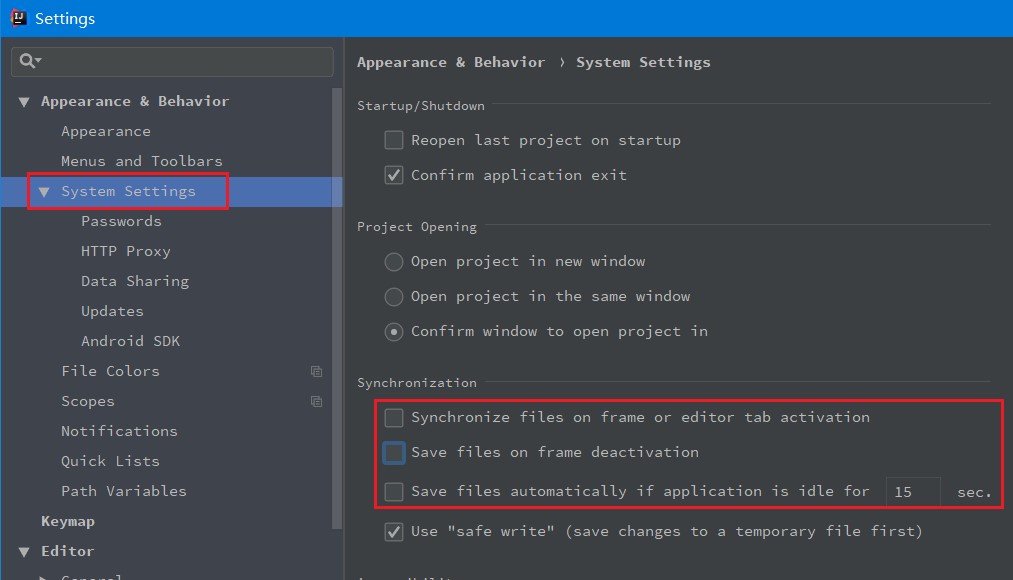 Settings
Appearance & Behavior
Appearance
Menus and Toolbars
System Settings
Passwords
HTTP Proxy
Data Sharing
Updates
Android SDK
File Colors
Scopes
Notifications
Quick Lists
Path Variables
Keymap
Editor
General
Appearance & Behavior › System Settings
Startup/Shutdown
Reopen last project on startup
Confirm application exit
Project Opening
Open project in new window
Open project in the same window
Confirm window to open project in
Synchronization
Synchronize files on frame or editor tab activation
Save files on frame deactivation
Save files automatically if application is idle for 15 sec.
Use "safe write" (save changes to a temporary file first)